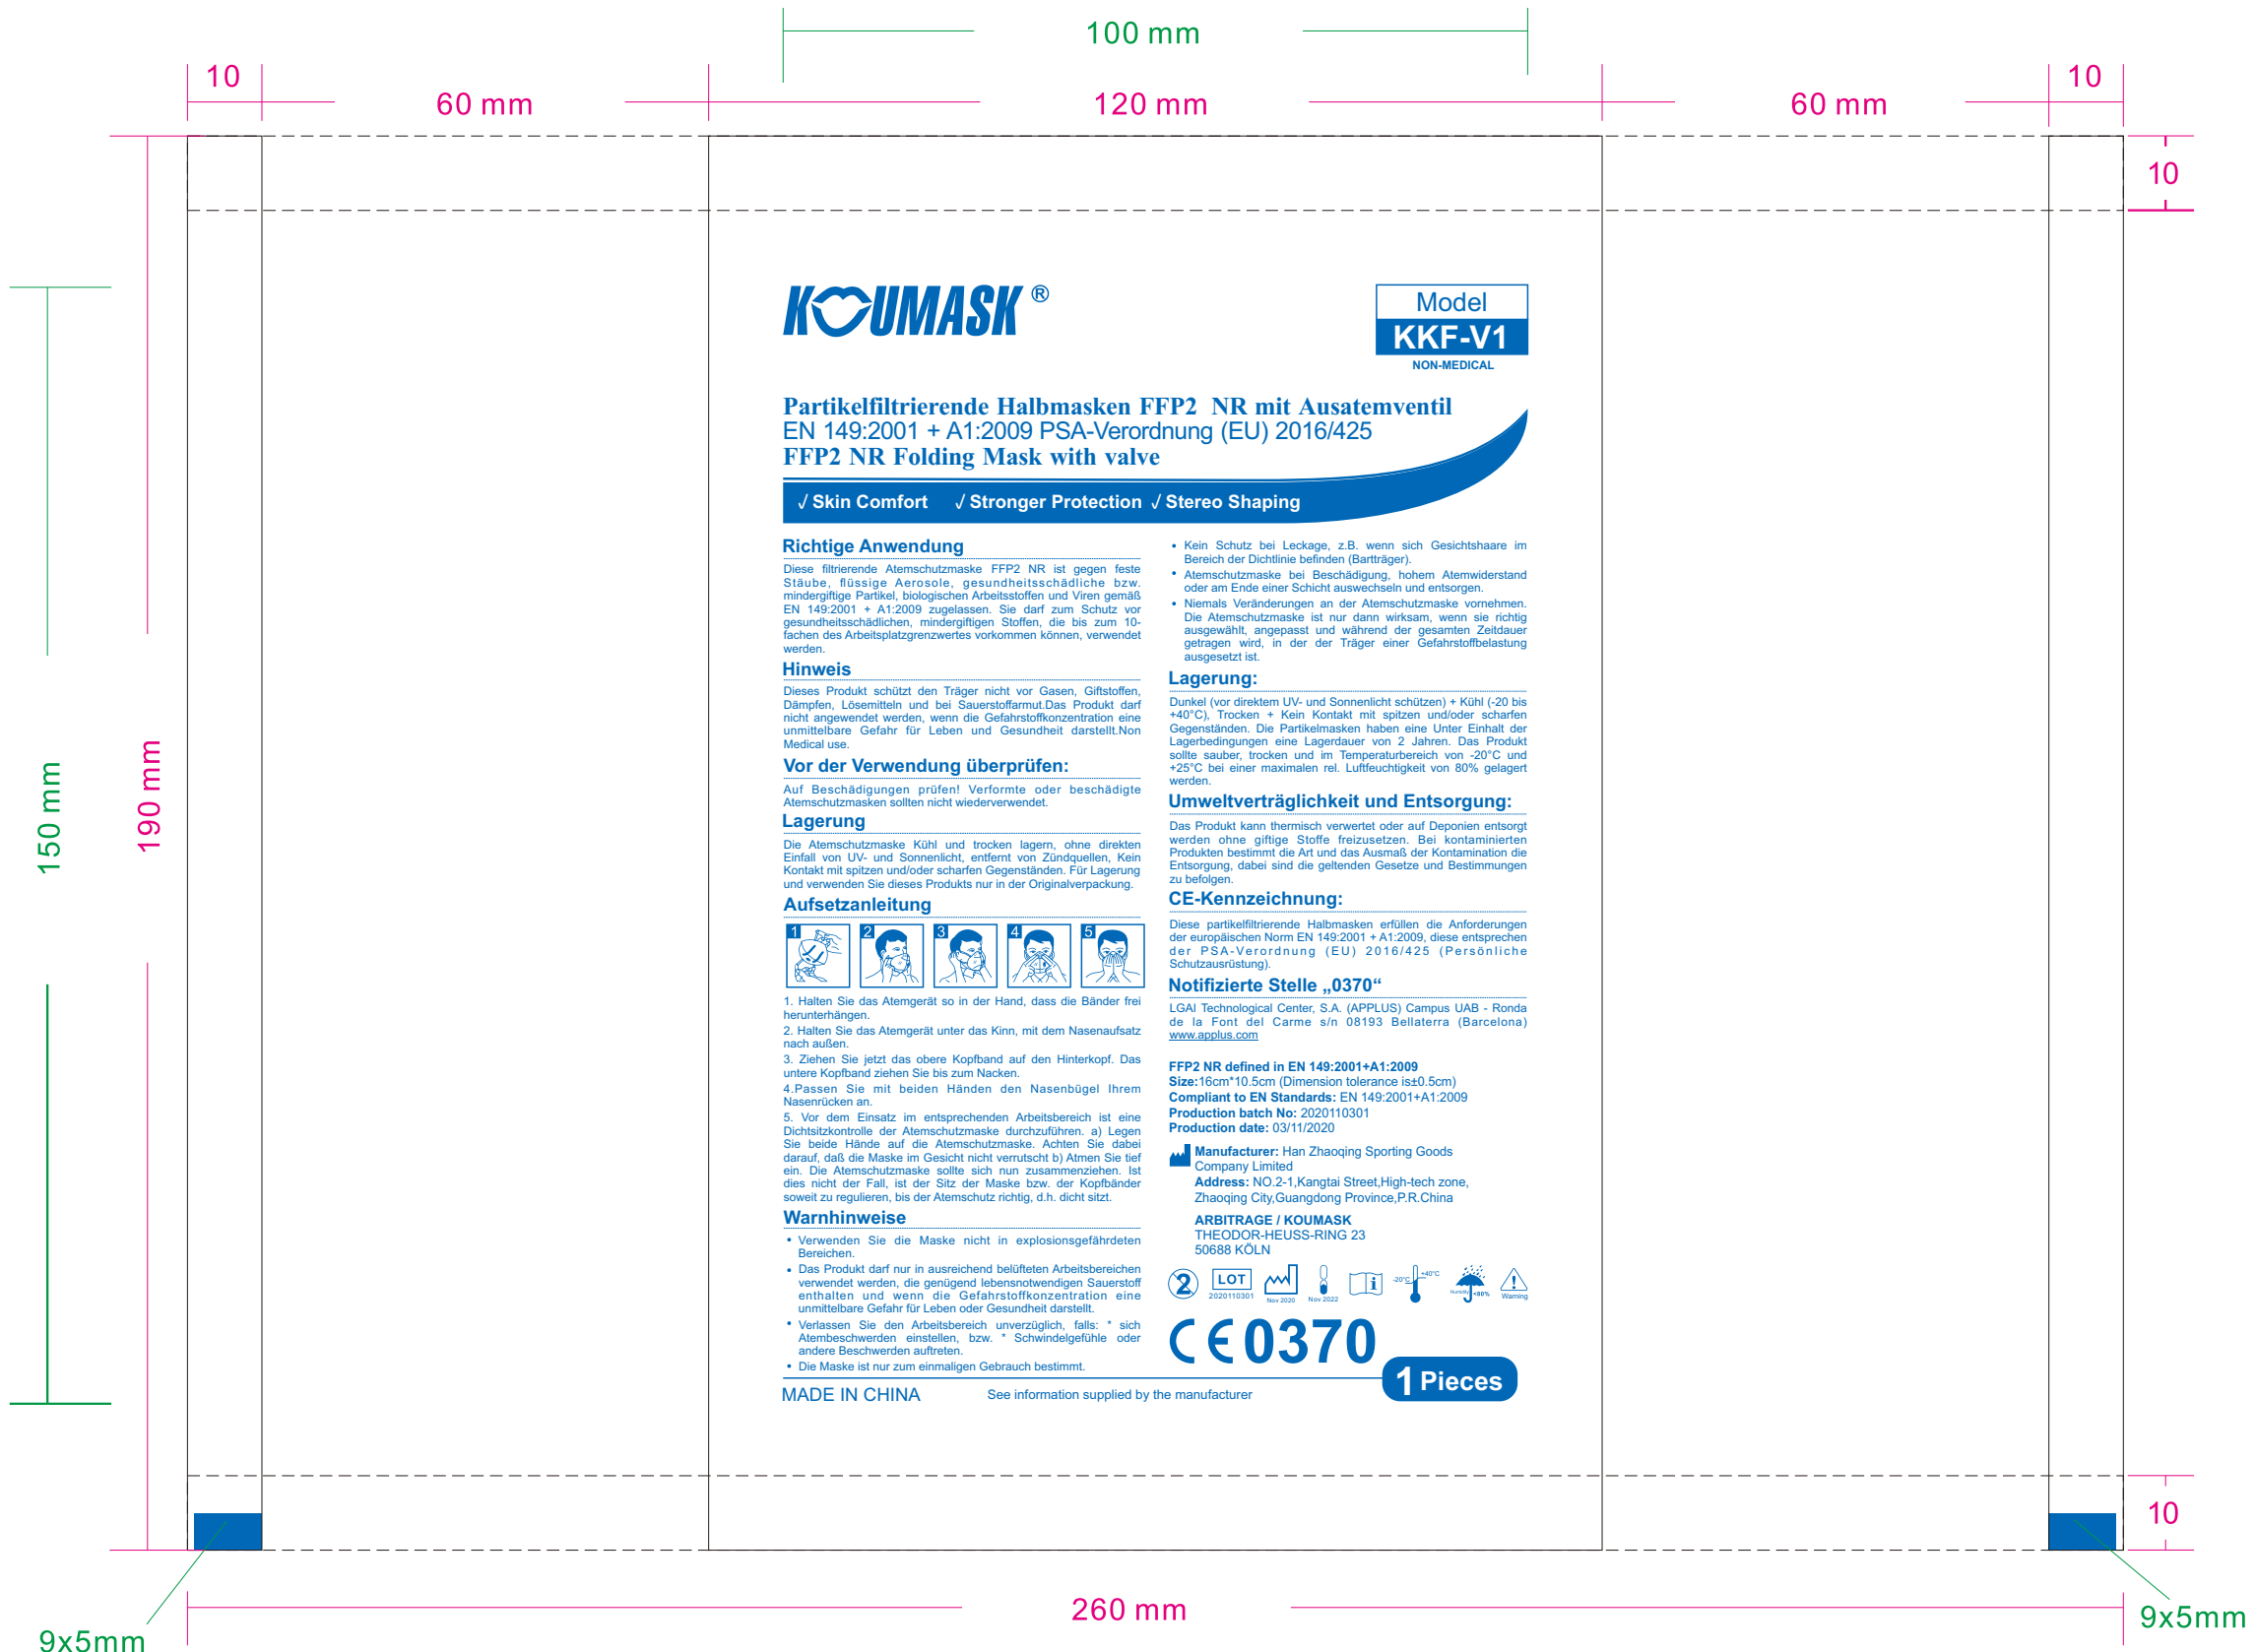 100 mm
10
60 mm
120 mm
60 mm
10
10
KOUMASK ®
Model
KKF-V1
NON-MEDICAL
Partikelfiltrierende Halbmasken FFP2 NR mit Ausatemventil
EN 149:2001 + A1:2009 PSA-Verordnung (EU) 2016/425
FFP2 NR Folding Mask with valve
√ Skin Comfort √ Stronger Protection √ Stereo Shaping
Richtige Anwendung
Diese filtrierende Atemschutzmaske FFP2 NR ist gegen feste
Stäube, flüssige Aerosole, gesundheitsschädliche bzw.
mindergiftige Partikel, biologischen Arbeitsstoffen und Viren gemäß
EN 149:2001 + A1:2009 zugelassen. Sie darf zum Schutz vor
gesundheitsschädlichen, mindergiftigen Stoffen, die bis zum 10-
fachen des Arbeitsplatzgrenzwertes vorkommen können, verwendet
werden.
Hinweis
Dieses Produkt schützt den Träger nicht vor Gasen, Giftstoffen,
Dämpfen, Lösemitteln und bei Sauerstoffarmut.Das Produkt darf
nicht angewendet werden, wenn die Gefahrstoffkonzentration eine
unmittelbare Gefahr für Leben und Gesundheit darstellt.Non
Medical use.
Vor der Verwendung überprüfen:
Auf Beschädigungen prüfen! Verformte oder beschädigte
Atemschutzmasken sollten nicht wiederverwendet.
Lagerung
Die Atemschutzmaske Kühl und trocken lagern, ohne direkten
Einfall von UV- und Sonnenlicht, entfernt von Zündquellen, Kein
Kontakt mit spitzen und/oder scharfen Gegenständen. Für Lagerung
und verwenden Sie dieses Produkts nur in der Originalverpackung.
Aufsetzanleitung
1 2 3 4 5
1. Halten Sie das Atemgerät so in der Hand, dass die Bänder frei
herunterhängen.
2. Halten Sie das Atemgerät unter das Kinn, mit dem Nasenaufsatz
nach außen.
3. Ziehen Sie jetzt das obere Kopfband auf den Hinterkopf. Das
untere Kopfband ziehen Sie bis zum Nacken.
4.Passen Sie mit beiden Händen den Nasenbügel Ihrem
Nasenrücken an.
5. Vor dem Einsatz im entsprechenden Arbeitsbereich ist eine
Dichtsitzkontrolle der Atemschutzmaske durchzuführen. a) Legen
Sie beide Hände auf die Atemschutzmaske. Achten Sie dabei
darauf, daß die Maske im Gesicht nicht verrutscht b) Atmen Sie tief
ein. Die Atemschutzmaske sollte sich nun zusammenziehen. Ist
dies nicht der Fall, ist der Sitz der Maske bzw. der Kopfbänder
soweit zu regulieren, bis der Atemschutz richtig, d.h. dicht sitzt.
Warnhinweise
• Verwenden Sie die Maske nicht in explosionsgefährdeten
Bereichen.
• Das Produkt darf nur in ausreichend belüfteten Arbeitsbereichen
verwendet werden, die genügend lebensnotwendigen Sauerstoff
enthalten und wenn die Gefahrstoffkonzentration eine
unmittelbare Gefahr für Leben oder Gesundheit darstellt.
• Verlassen Sie den Arbeitsbereich unverzüglich, falls: * sich
Atembeschwerden einstellen, bzw. * Schwindelgefühle oder
andere Beschwerden auftreten.
• Die Maske ist nur zum einmaligen Gebrauch bestimmt.
• Kein Schutz bei Leckage, z.B. wenn sich Gesichtshaare im
Bereich der Dichtlinie befinden (Bartträger).
• Atemschutzmaske bei Beschädigung, hohem Atemwiderstand
oder am Ende einer Schicht auswechseln und entsorgen.
• Niemals Veränderungen an der Atemschutzmaske vornehmen.
Die Atemschutzmaske ist nur dann wirksam, wenn sie richtig
ausgewählt, angepasst und während der gesamten Zeitdauer
getragen wird, in der der Träger einer Gefahrstoffbelastung
ausgesetzt ist.
Lagerung:
Dunkel (vor direktem UV- und Sonnenlicht schützen) + Kühl (-20 bis
+40°C), Trocken + Kein Kontakt mit spitzen und/oder scharfen
Gegenständen. Die Partikelmasken haben eine Unter Einhalt der
Lagerbedingungen eine Lagerdauer von 2 Jahren. Das Produkt
sollte sauber, trocken und im Temperaturbereich von -20°C und
+25°C bei einer maximalen rel. Luftfeuchtigkeit von 80% gelagert
werden.
Umweltverträglichkeit und Entsorgung:
Das Produkt kann thermisch verwertet oder auf Deponien entsorgt
werden ohne giftige Stoffe freizusetzen. Bei kontaminierten
Produkten bestimmt die Art und das Ausmaß der Kontamination die
Entsorgung, dabei sind die geltenden Gesetze und Bestimmungen
zu befolgen.
CE-Kennzeichnung:
Diese partikelfiltrierende Halbmasken erfüllen die Anforderungen
der europäischen Norm EN 149:2001 + A1:2009, diese entsprechen
der PSA-Verordnung (EU) 2016/425 (Persönliche
Schutzausrüstung).
Notifizierte Stelle „0370“
LGAI Technological Center, S.A. (APPLUS) Campus UAB - Ronda
de la Font del Carme s/n 08193 Bellaterra (Barcelona)
www.applus.com
FFP2 NR defined in EN 149:2001+A1:2009
Size:16cm*10.5cm (Dimension tolerance is±0.5cm)
Compliant to EN Standards: EN 149:2001+A1:2009
Production batch No: 2020110301
Production date: 03/11/2020
Manufacturer: Han Zhaoqing Sporting Goods
Company Limited
Address: NO.2-1,Kangtai Street,High-tech zone,
Zhaoqing City,Guangdong Province,P.R.China
ARBITRAGE / KOUMASK
THEODOR-HEUSS-RING 23
50688 KÖLN
2
LOT
2020110301
Nov 2020
Nov 2022
i
-20°C
+40°C
Humidity <80%
!
Warning
CE 0370
1 Pieces
MADE IN CHINA
See information supplied by the manufacturer
150 mm
190 mm
10
260 mm
9x5mm
9x5mm